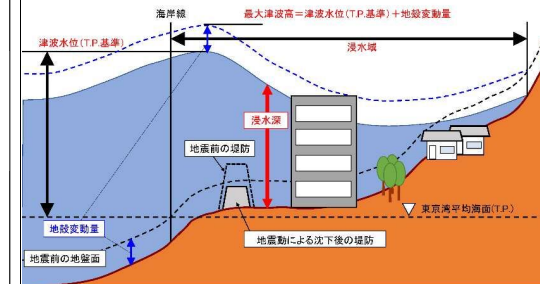 海岸線
最大津波高＝津波水位(T.P.基準)＋地殻変動量
津波水位(T.P.基準)
浸水域
浸水深
地震前の堤防
東京湾平均海面(T.P.)
地殻変動量
地震動による沈下後の堤防
地震前の地盤面